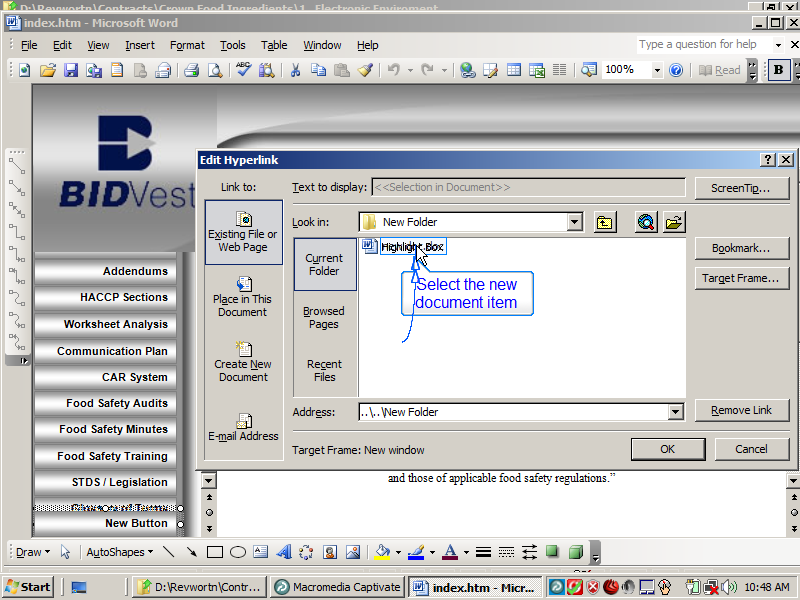 D:\Revwortn\Contracts\Crown Food Ingredients\1. Electronic Enviroment
index.htm - Microsoft Word
File Edit View Insert Format Tools Table Window Help
Type a question for help
ABC 100% Read B
BIDVest
Addendums
HACCP Sections
Worksheet Analysis
Communication Plan
CAR System
Food Safety Audits
Food Safety Minutes
Food Safety Training
STDS / Legislation
New Button
Edit Hyperlink
Link to:
Text to display: <<Selection in Document>>
ScreenTip...
Existing File or
Web Page
Look in: New Folder
Current
Folder
Highlight Box
Bookmark...
Select the new
document item
Target Frame...
Place in This
Document
Browsed
Pages
Create New
Document
Recent
Files
E-mail Address
Address: ..\..\New Folder
Remove Link
Target Frame: New window
OK
Cancel
and those of applicable food safety regulations.”
Draw AutoShapes
Start
D:\Revwortn\Contr...
Macromedia Captivate
index.htm - Micr...
10:48 AM